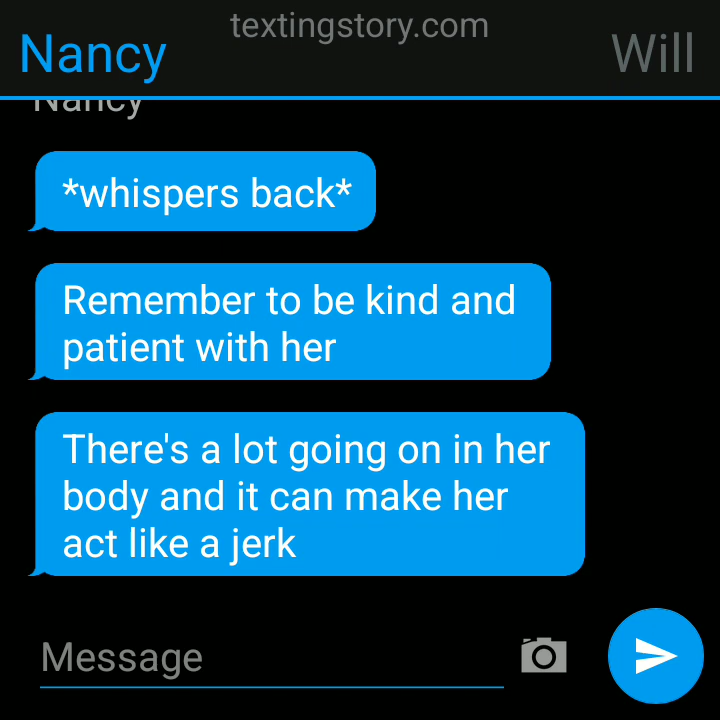 textingstory.com
Nancy
Will
Nancy
*whispers back*
Remember to be kind and
patient with her
There's a lot going on in her
body and it can make her
act like a jerk
Message